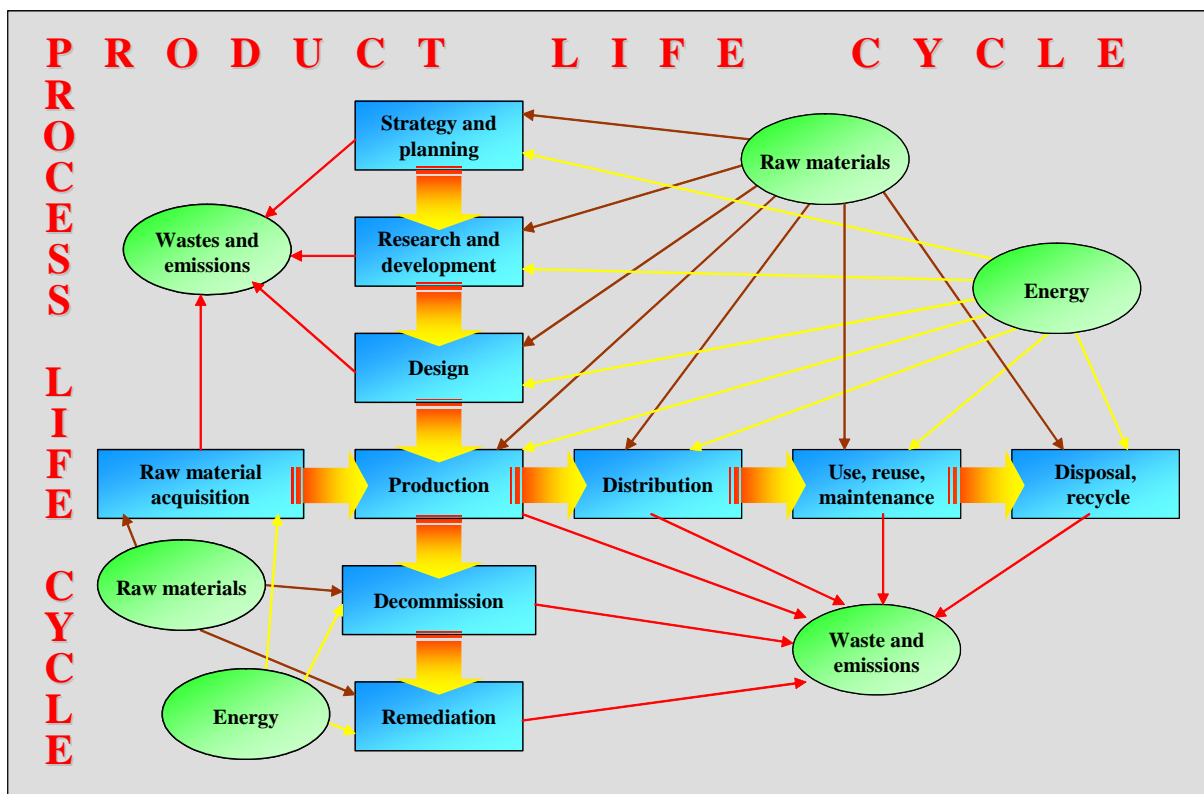 PRODUCT LIFE CYCLE
PROCESS LIFE CYCLE
Strategy and
planning
Raw materials
Wastes and
emissions
Research and
development
Energy
Design
Raw material
acquisition
Production
Distribution
Use, reuse,
maintenance
Disposal,
recycle
Raw materials
Decommission
Waste and
emissions
Energy
Remediation